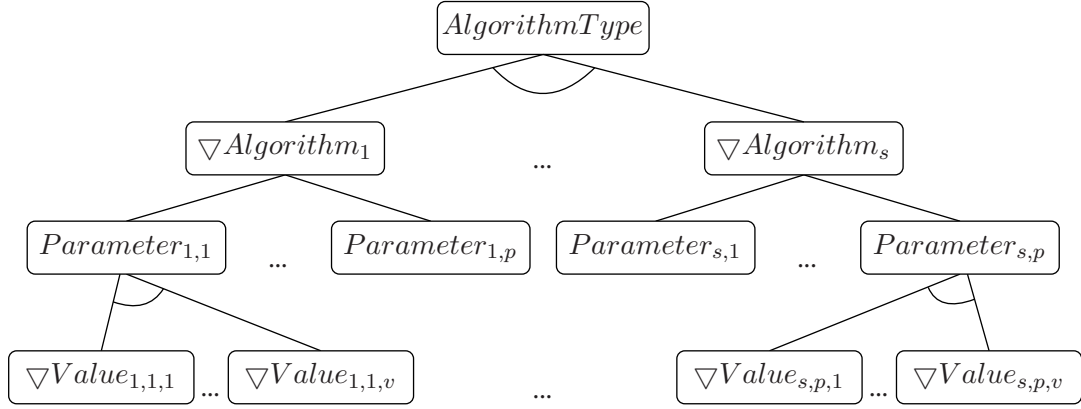 AlgorithmType
▽Algorithm₁ ... ▽Algorithmₛ
Parameter₁,₁ ... Parameter₁,ₚ Parameterₛ,₁ ... Parameterₛ,ₚ
▽Value₁,₁,₁ ... ▽Value₁,₁,ᵥ ... ▽Valueₛ,ₚ,₁ ... ▽Valueₛ,ₚ,ᵥ